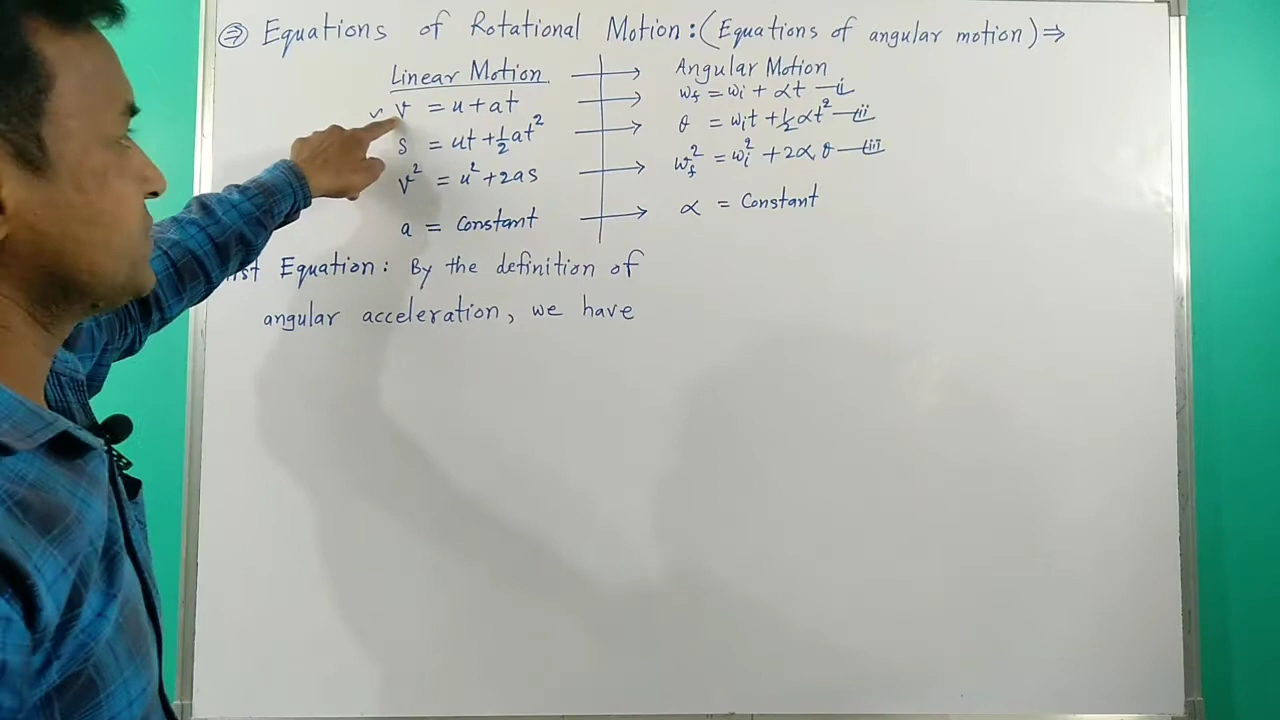 ⇒ Equations of Rotational Motion:(Equations of angular motion)⇒
Linear Motion → Angular Motion
v = u + at → ωf = ωi + αt —(i)
s = ut + ½at² → θ = ωit + ½αt² —(ii)
v² = u² + 2as → ωf² = ωi² + 2αθ —(iii)
a = Constant → α = Constant
Equation: By the definition of
angular acceleration, we have